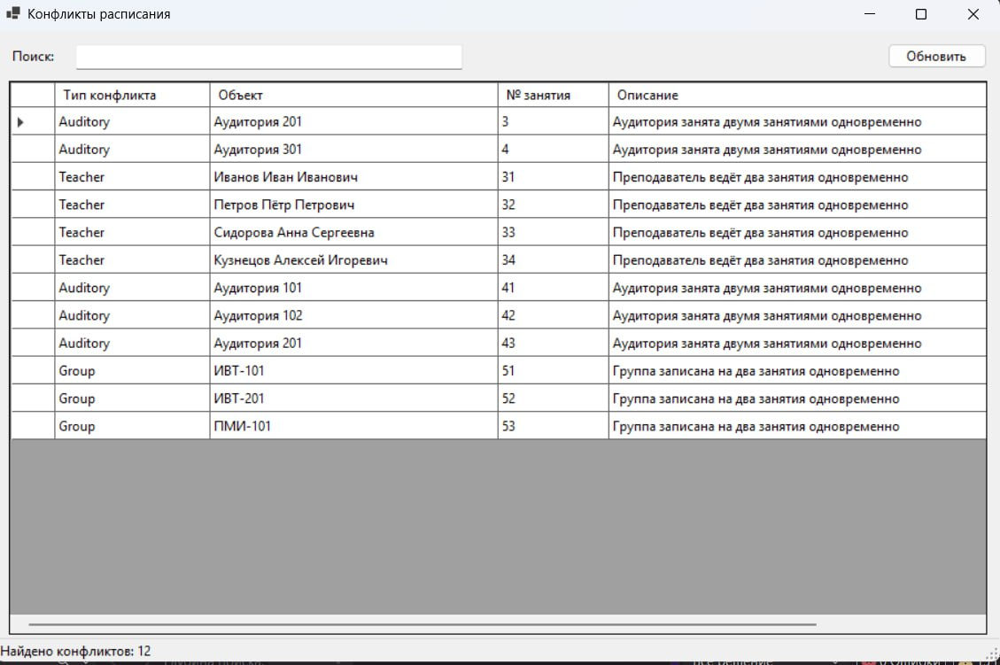 Конфликты расписания
Поиск:
Обновить
Тип конфликта Объект № занятия Описание
Auditory Аудитория 201 3 Аудитория занята двумя занятиями одновременно
Auditory Аудитория 301 4 Аудитория занята двумя занятиями одновременно
Teacher Иванов Иван Иванович 31 Преподаватель ведёт два занятия одновременно
Teacher Петров Пётр Петрович 32 Преподаватель ведёт два занятия одновременно
Teacher Сидорова Анна Сергеевна 33 Преподаватель ведёт два занятия одновременно
Teacher Кузнецов Алексей Игоревич 34 Преподаватель ведёт два занятия одновременно
Auditory Аудитория 101 41 Аудитория занята двумя занятиями одновременно
Auditory Аудитория 102 42 Аудитория занята двумя занятиями одновременно
Auditory Аудитория 201 43 Аудитория занята двумя занятиями одновременно
Group ИВТ-101 51 Группа записана на два занятия одновременно
Group ИВТ-201 52 Группа записана на два занятия одновременно
Group ПМИ-101 53 Группа записана на два занятия одновременно
Найдено конфликтов: 12